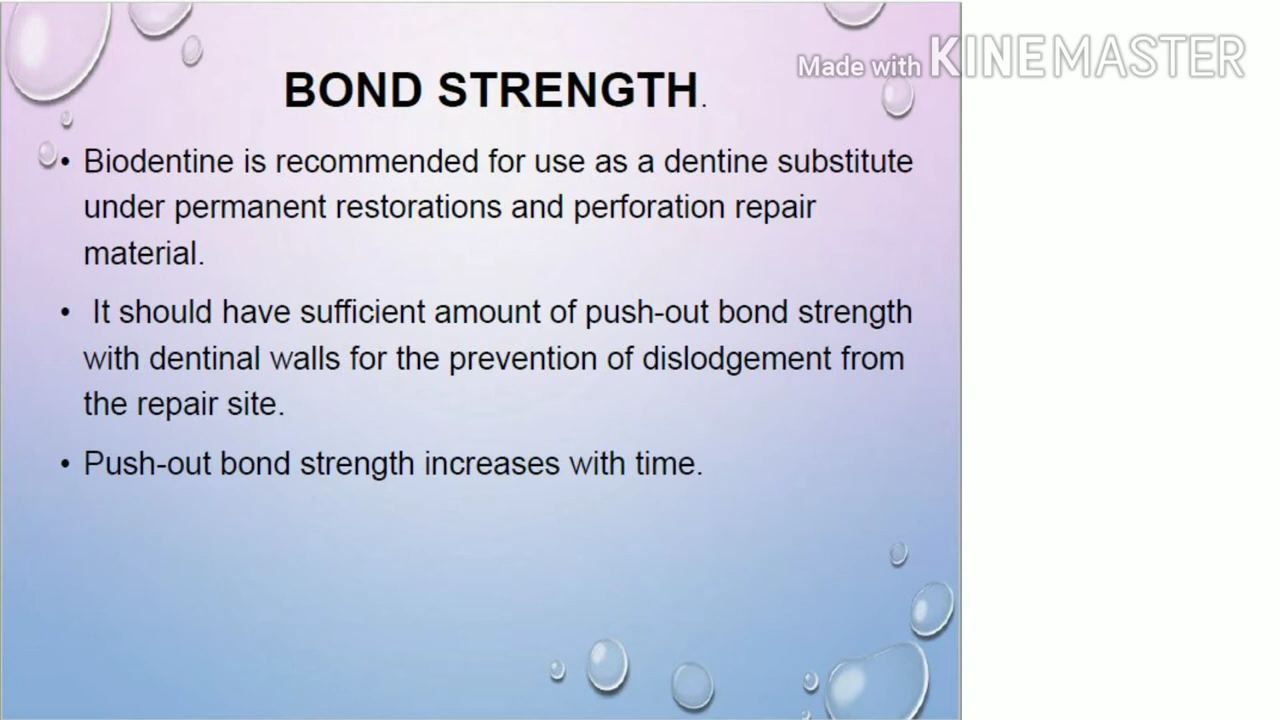 Made with KINEMASTER
BOND STRENGTH.
• Biodentine is recommended for use as a dentine substitute
under permanent restorations and perforation repair
material.
• It should have sufficient amount of push-out bond strength
with dentinal walls for the prevention of dislodgement from
the repair site.
• Push-out bond strength increases with time.